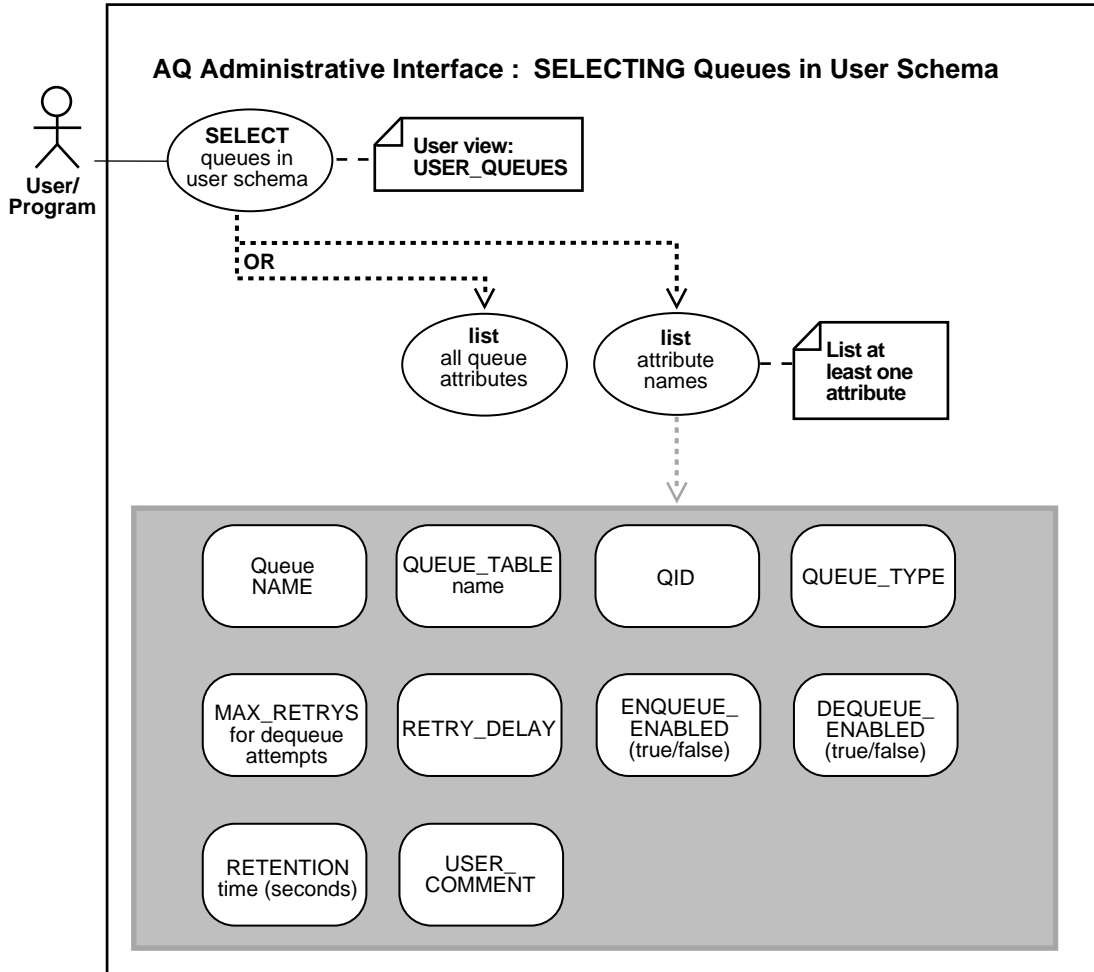 AQ Administrative Interface : SELECTING Queues in User Schema
User/
Program
SELECT
queues in
user schema
User view:
USER_QUEUES
OR
list
all queue
attributes
list
attribute
names
List at
least one
attribute
Queue
NAME
QUEUE_TABLE
name
QID
QUEUE_TYPE
MAX_RETRYS
for dequeue
attempts
RETRY_DELAY
ENQUEUE_
ENABLED
(true/false)
DEQUEUE_
ENABLED
(true/false)
RETENTION
time (seconds)
USER_
COMMENT